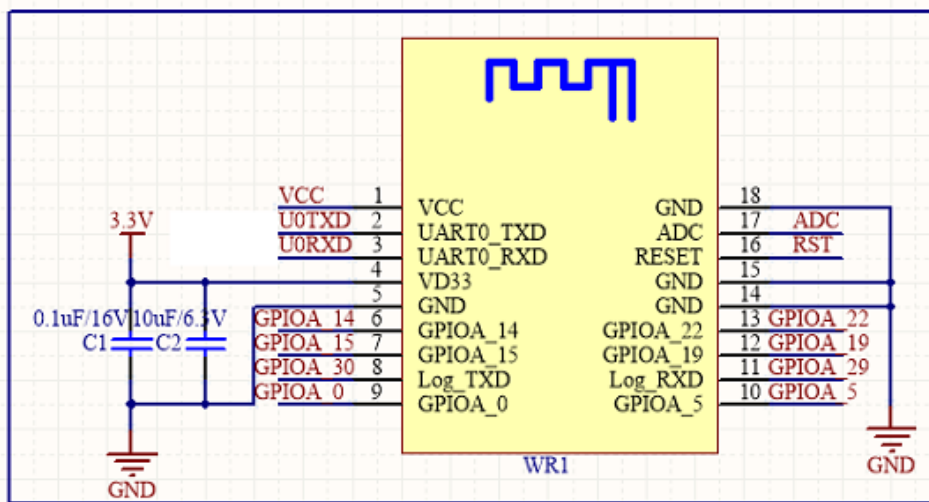 VCC 1 VCC GND 18
3.3V U0TXD 2 UART0_TXD ADC 17 ADC
U0RXD 3 UART0_RXD RESET 16 RST
4 VD33 GND 15
5 GND GND 14
0.1uF/16V 10uF/6.3V GPIOA_14 6 GPIOA_14 GPIOA_22 13 GPIOA_22
C1 C2 GPIOA_15 7 GPIOA_15 GPIOA_19 12 GPIOA_19
GPIOA_30 8 Log_TXD Log_RXD 11 GPIOA_29
GPIOA_0 9 GPIOA_0 GPIOA_5 10 GPIOA_5
WR1 GND
GND